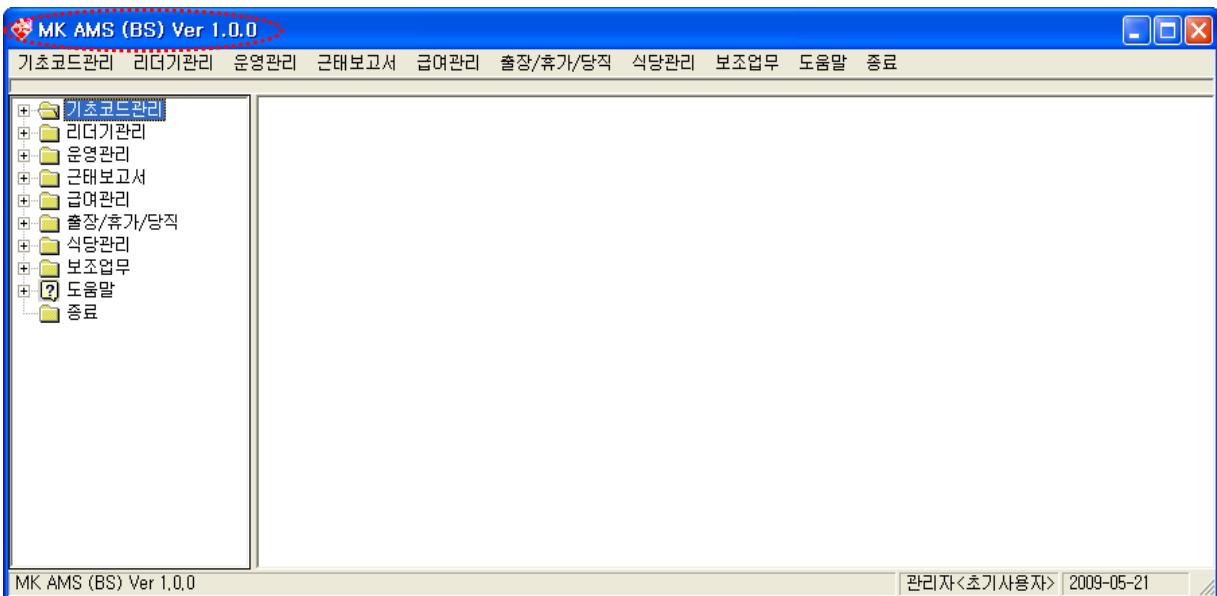 MK AMS (BS) Ver 1.0.0
기초코드관리 리더기관리 운영관리 근태보고서 급여관리 출장/휴가/당직 식당관리 보조업무 도움말 종료
기초코드관리
리더기관리
운영관리
근태보고서
급여관리
출장/휴가/당직
식당관리
보조업무
도움말
종료
MK AMS (BS) Ver 1.0.0 관리자<초기사용자> 2009-05-21